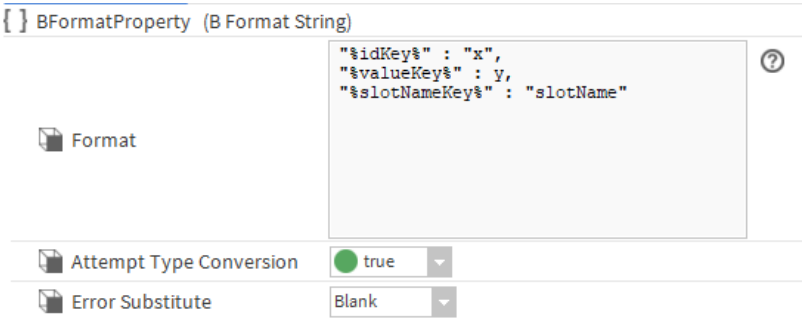 { } BFormatProperty (B Format String)
Format
"%idKey%" : "x",
"%valueKey%" : y,
"%slotNameKey%" : "slotName"
?
Attempt Type Conversion true
Error Substitute Blank